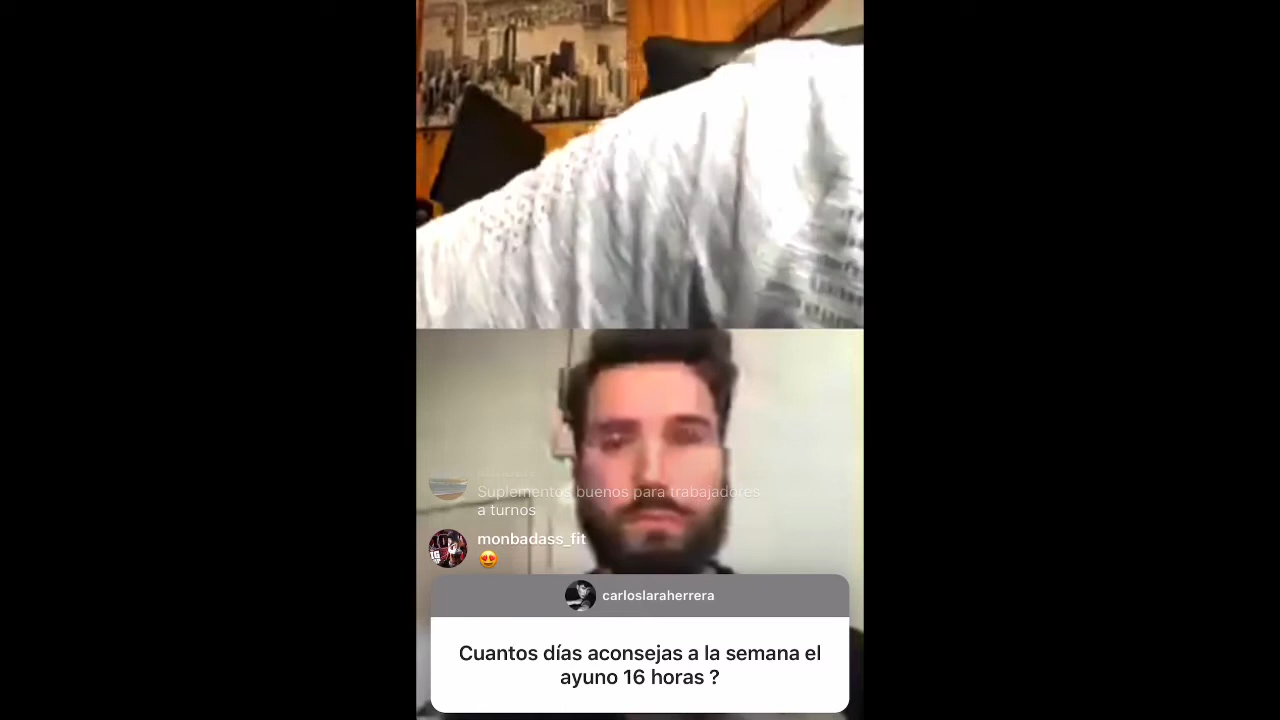 Suplementos buenos para trabajadores
a turnos
monbadass_fit
carloslaraherrera
Cuantos días aconsejas a la semana el
ayuno 16 horas ?